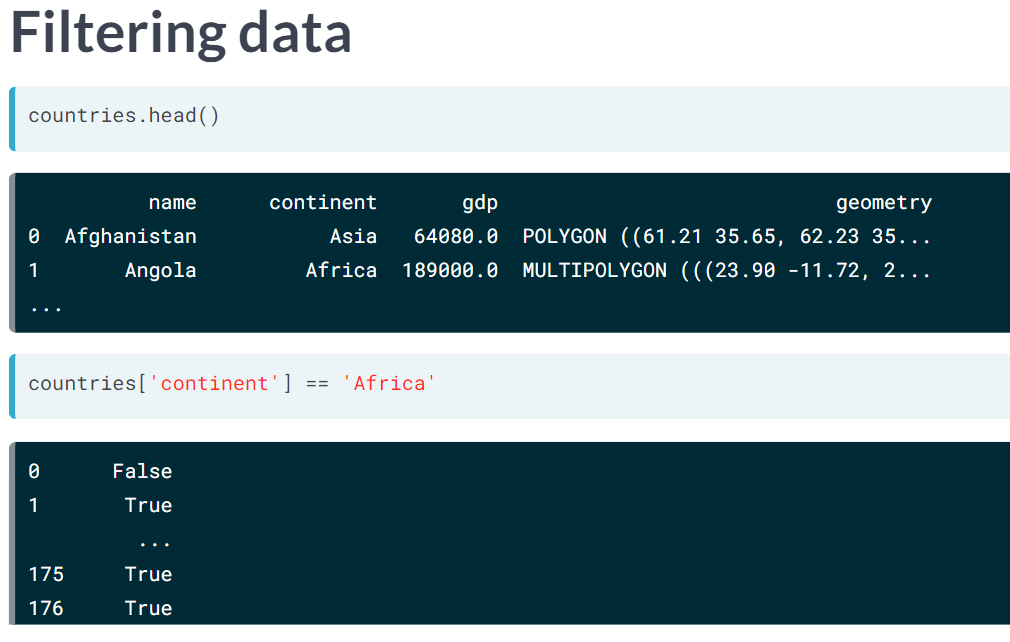 Filtering data
countries.head()
          name      continent       gdp                            geometry
0  Afghanistan           Asia   64080.0  POLYGON ((61.21 35.65, 62.23 35...
1       Angola         Africa  189000.0  MULTIPOLYGON (((23.90 -11.72, 2...
...
countries['continent'] == 'Africa'
0      False
1       True
         ...
175     True
176     True